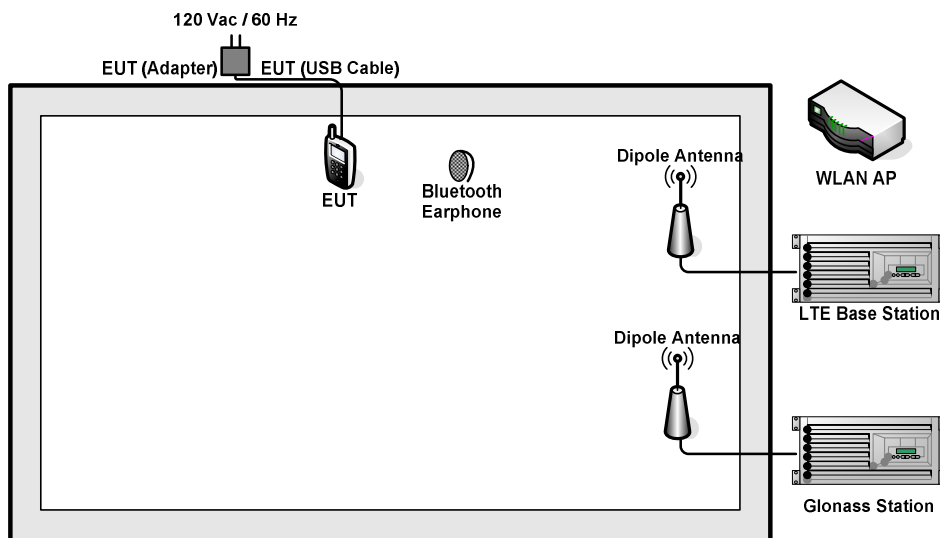 120 Vac / 60 Hz
EUT (Adapter)
EUT (USB Cable)
EUT
Bluetooth
Earphone
Dipole Antenna
WLAN AP
LTE Base Station
Dipole Antenna
Glonass Station